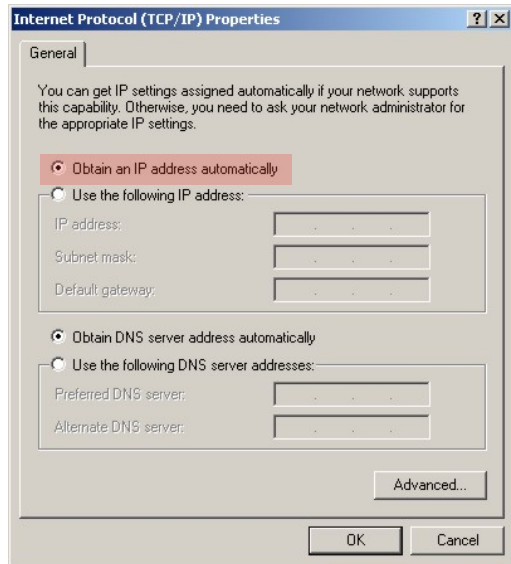 Internet Protocol (TCP/IP) Properties
General
You can get IP settings assigned automatically if your network supports
this capability. Otherwise, you need to ask your network administrator for
the appropriate IP settings.
Obtain an IP address automatically
Use the following IP address:
IP address:
Subnet mask:
Default gateway:
Obtain DNS server address automatically
Use the following DNS server addresses:
Preferred DNS server:
Alternate DNS server:
Advanced...
OK Cancel